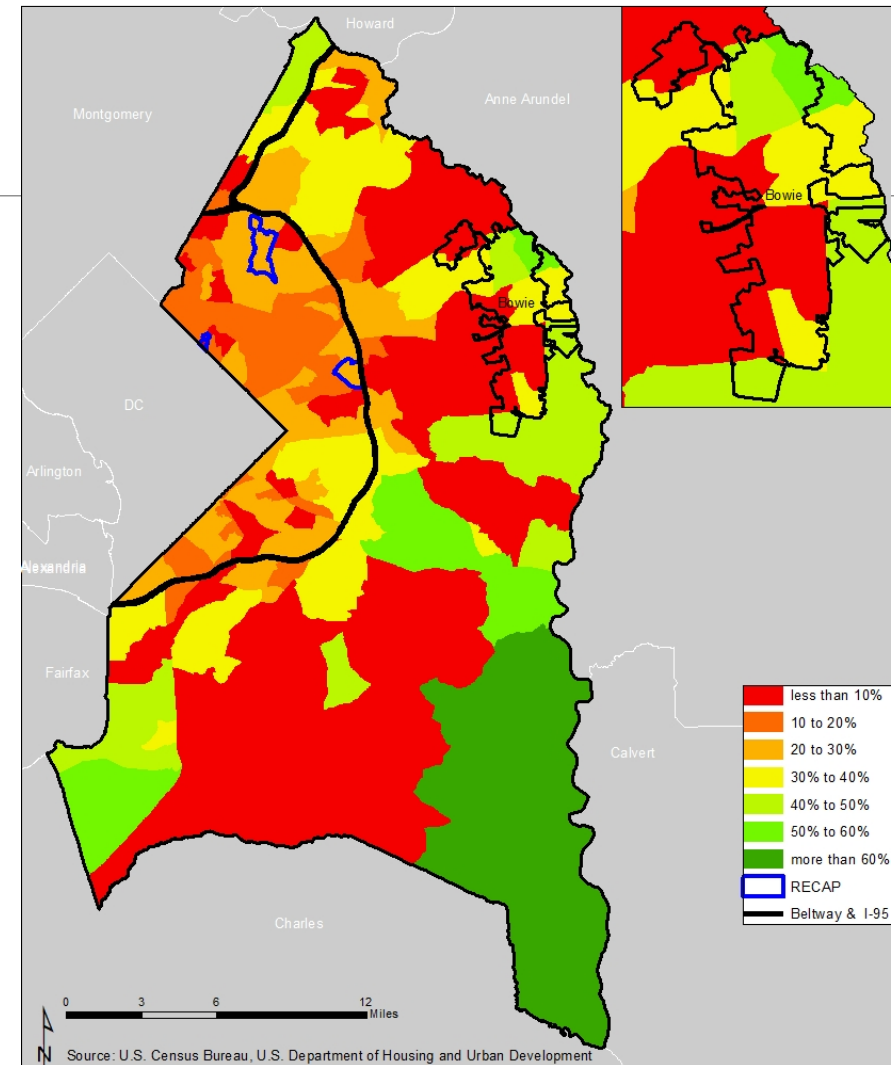 Howard
Montgomery
Anne Arundel
Bowie
Bowie
DC
Arlington
Alexandria
Fairfax
Calvert
Charles
less than 10%
10 to 20%
20 to 30%
30% to 40%
40% to 50%
50% to 60%
more than 60%
RECAP
Beltway & I-95
0 3 6 12
Miles
N
Source: U.S. Census Bureau, U.S. Department of Housing and Urban Development